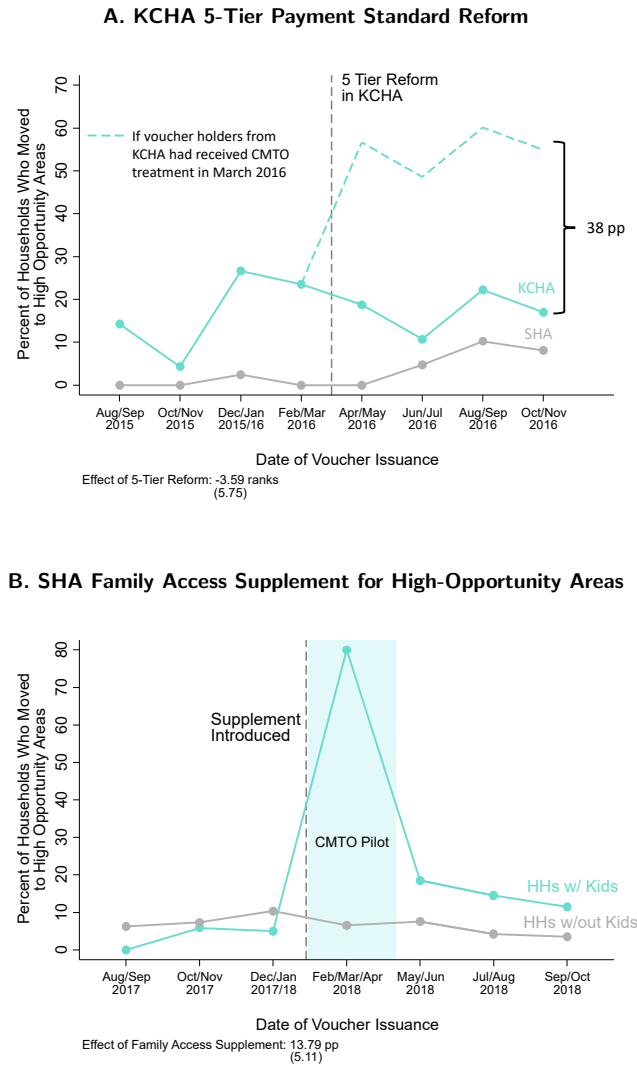 A. KCHA 5-Tier Payment Standard Reform
Percent of Households Who Moved
to High Opportunity Areas
70
60
50
40
30
20
10
0
5 Tier Reform
in KCHA
If voucher holders from
KCHA had received CMTO
treatment in March 2016
38 pp
KCHA
SHA
Aug/Sep Oct/Nov Dec/Jan Feb/Mar Apr/May Jun/Jul Aug/Sep Oct/Nov
2015 2015 2015/16 2016 2016 2016 2016 2016
Date of Voucher Issuance
Effect of 5-Tier Reform: -3.59 ranks
(5.75)
B. SHA Family Access Supplement for High-Opportunity Areas
Percent of Households Who Moved
to High Opportunity Areas
80
70
60
50
40
30
20
10
0
Supplement
Introduced
CMTO Pilot
HHs w/ Kids
HHs w/out Kids
Aug/Sep Oct/Nov Dec/Jan Feb/Mar/Apr May/Jun Jul/Aug Sep/Oct
2017 2017 2017/18 2018 2018 2018 2018
Date of Voucher Issuance
Effect of Family Access Supplement: 13.79 pp
(5.11)